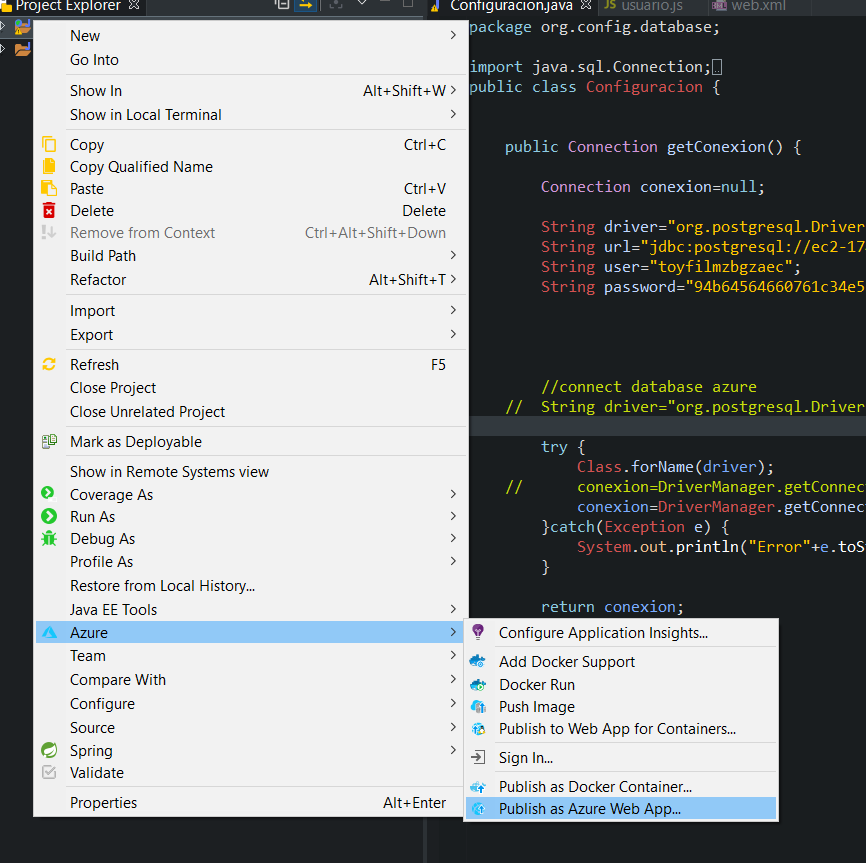 Project Explorer
New
Go Into
Show In Alt+Shift+W
Show in Local Terminal
Copy Ctrl+C
Copy Qualified Name
Paste Ctrl+V
Delete Delete
Remove from Context Ctrl+Alt+Shift+Down
Build Path
Refactor Alt+Shift+T
Import
Export
Refresh F5
Close Project
Close Unrelated Project
Mark as Deployable
Show in Remote Systems view
Coverage As
Run As
Debug As
Profile As
Restore from Local History...
Java EE Tools
Azure
Team
Compare With
Configure
Source
Spring
Validate
Properties Alt+Enter
Configure Application Insights...
Add Docker Support
Docker Run
Push Image
Publish to Web App for Containers...
Sign In...
Publish as Docker Container...
Publish as Azure Web App...
Configuracion.java usuario.js web.xml
package org.config.database;
import java.sql.Connection;
public class Configuracion {
public Connection getConexion() {
Connection conexion=null;
String driver="org.postgresql.Driver
String url="jdbc:postgresql://ec2-17
String user="toyfilmzbgzaec";
String password="94b64564660761c34e5
//connect database azure
// String driver="org.postgresql.Driver
try {
Class.forName(driver);
// conexion=DriverManager.getConnec
conexion=DriverManager.getConnec
}catch(Exception e) {
System.out.println("Error"+e.toS
}
return conexion;